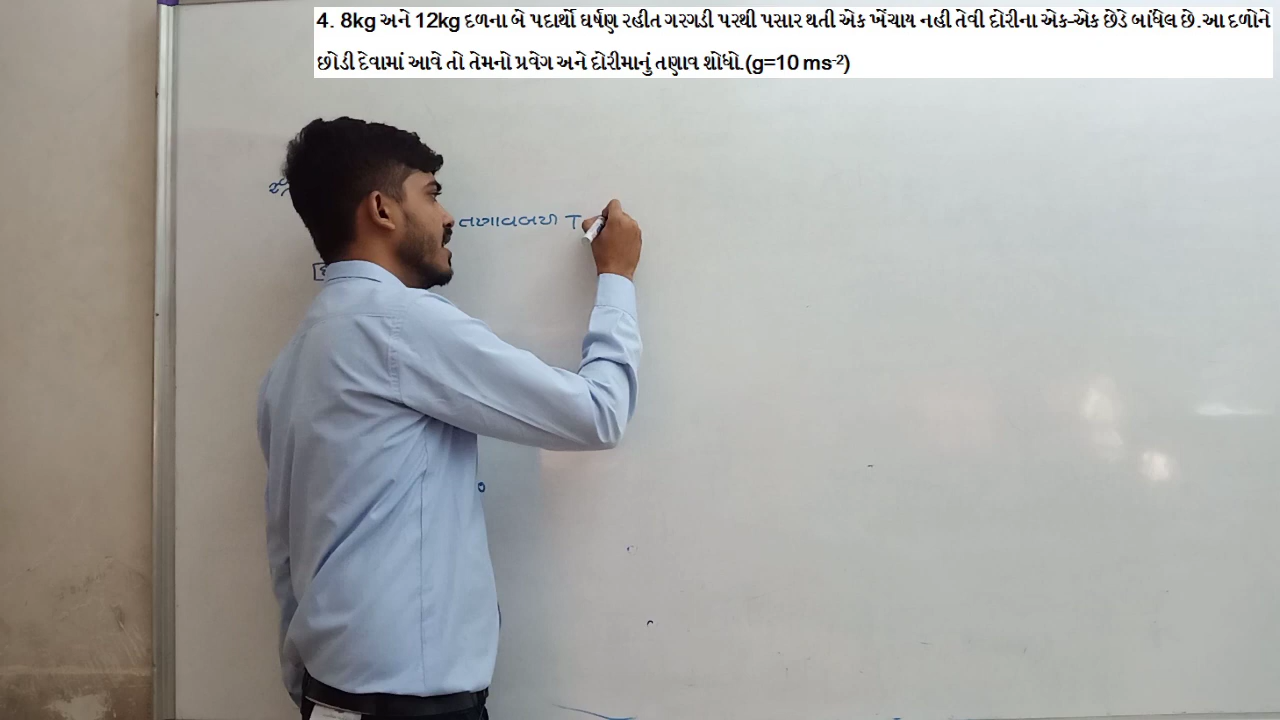 4. 8kg અને 12kg દળના બે પદાર્થો ઘર્ષણ રહીત ગરગડી પરથી પસાર થતી એક ખેંચાય નહી તેવી દોરીના એક-એક છેડે બાંધેલ છે.આ દળોને
છોડી દેવામાં આવે તો તેમનો પ્રવેગ અને દોરીમાનું તણાવ શોધો.(g=10 ms⁻²)
તણાવબળ T